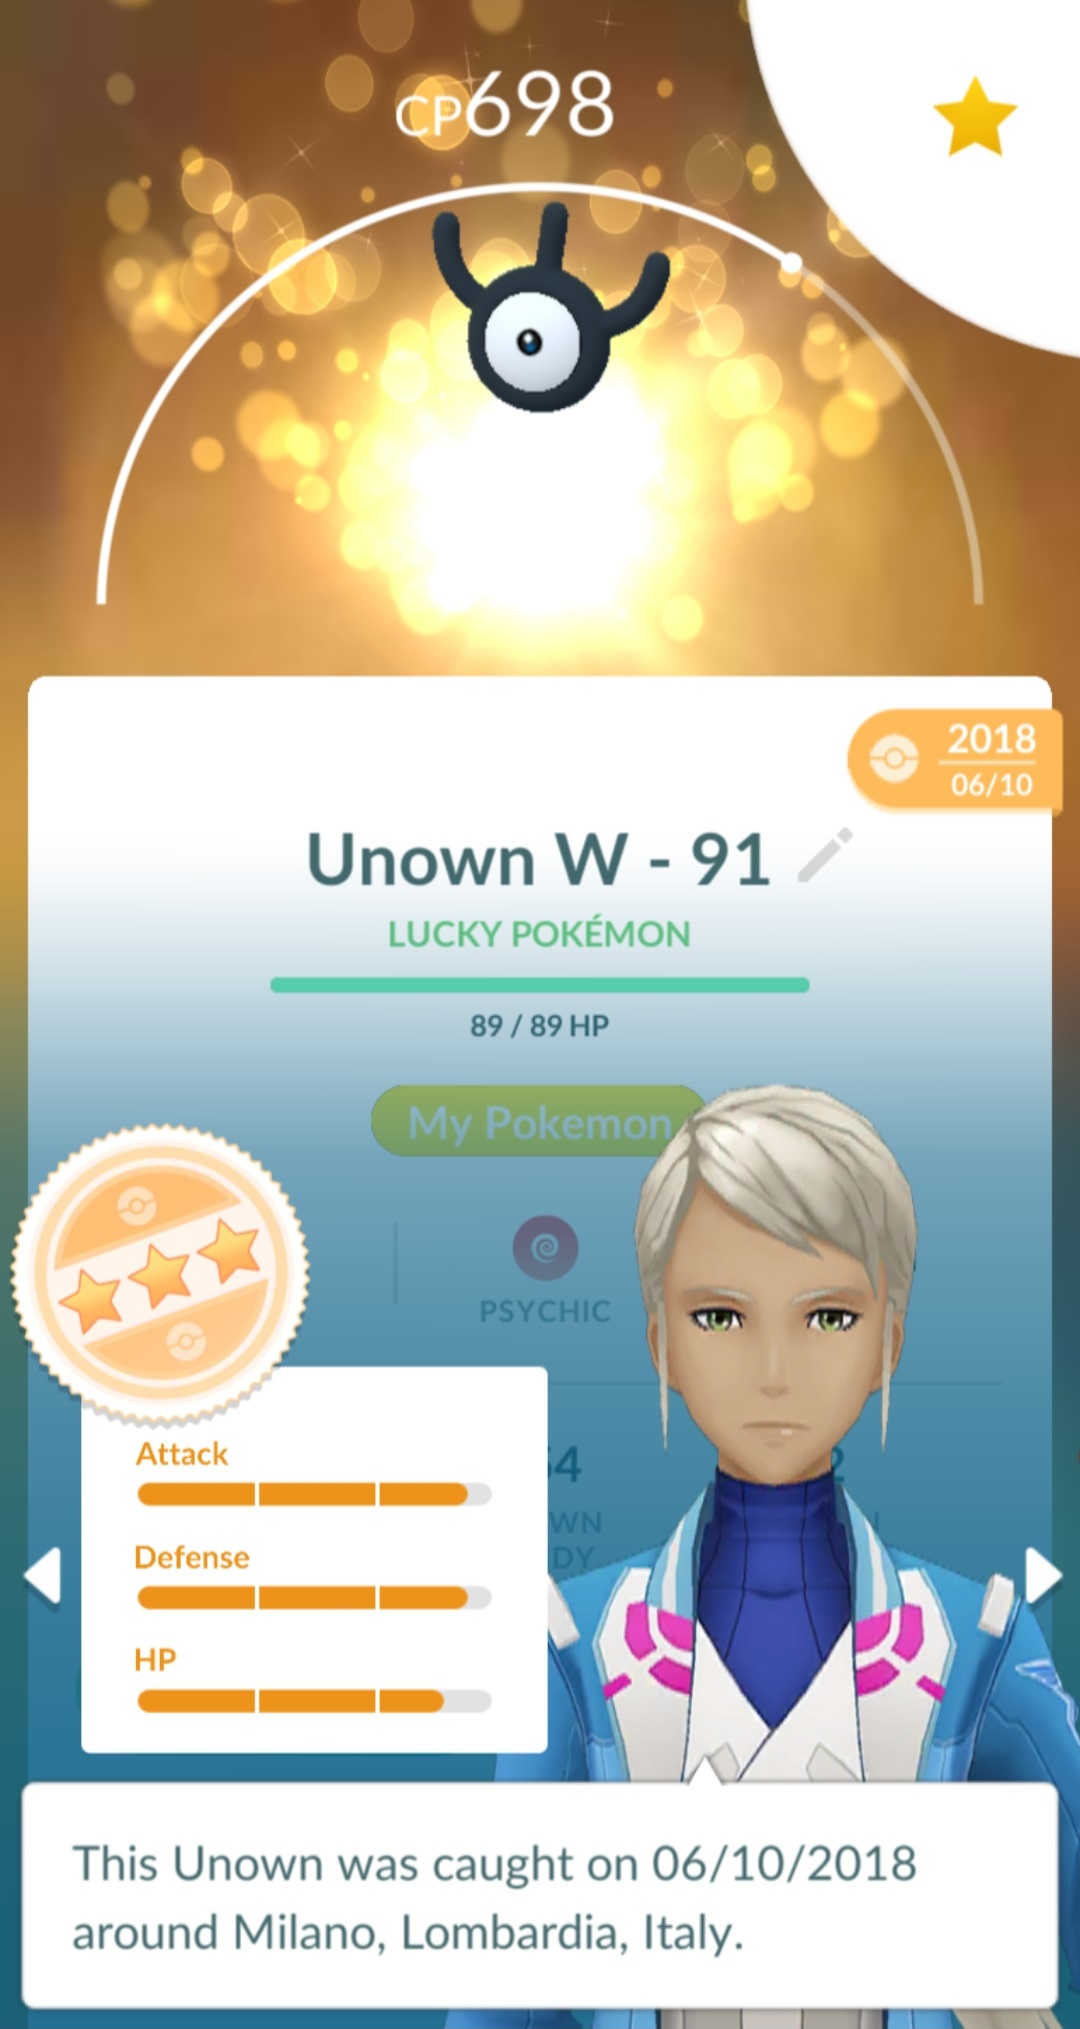 CP698
2018
06/10
Unown W - 91
LUCKY POKÉMON
89 / 89 HP
My Pokemon
PSYCHIC
Attack
Defense
HP
This Unown was caught on 06/10/2018
around Milano, Lombardia, Italy.